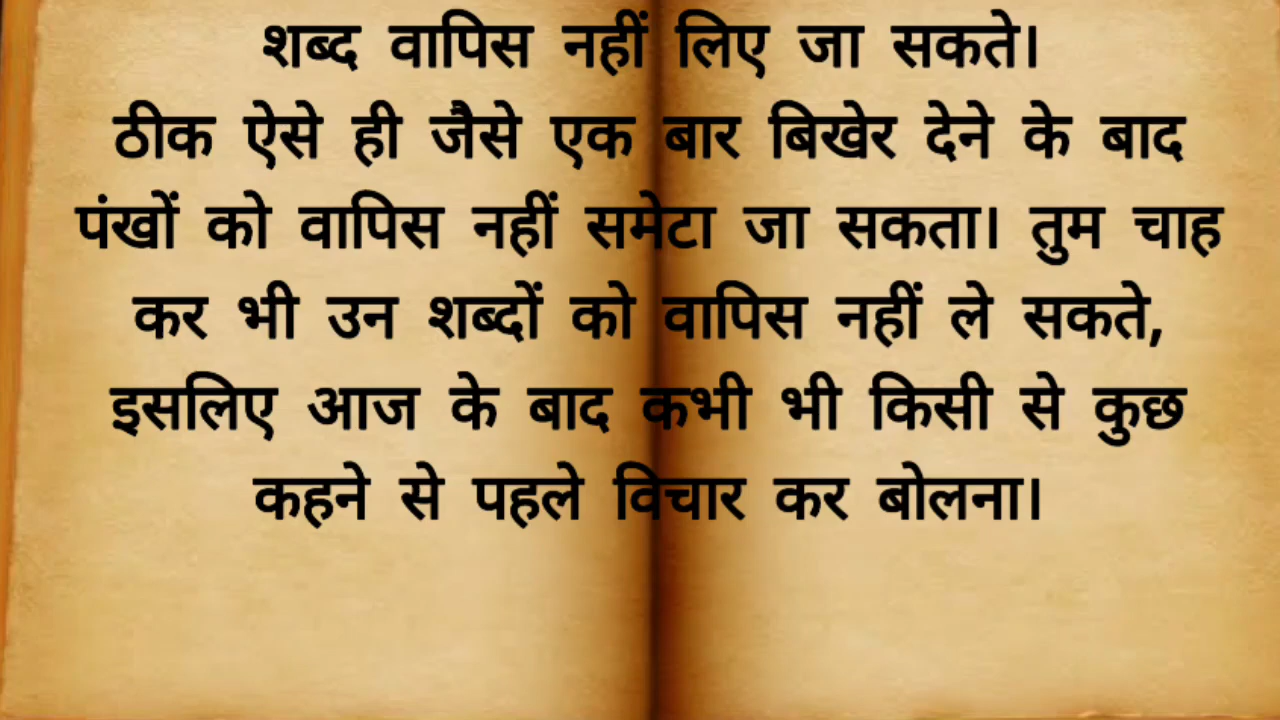 शब्द वापिस नहीं लिए जा सकते।
ठीक ऐसे ही जैसे एक बार बिखेर देने के बाद
पंखों को वापिस नहीं समेटा जा सकता। तुम चाह
कर भी उन शब्दों को वापिस नहीं ले सकते,
इसलिए आज के बाद कभी भी किसी से कुछ
कहने से पहले विचार कर बोलना।